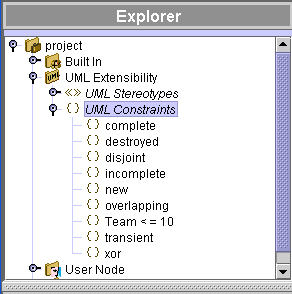 Explorer
project
Built In
UML Extensibility
<<>> UML Stereotypes
{} UML Constraints
{} complete
{} destroyed
{} disjoint
{} incomplete
{} new
{} overlapping
{} Team < = 10
{} transient
{} xor
User Node